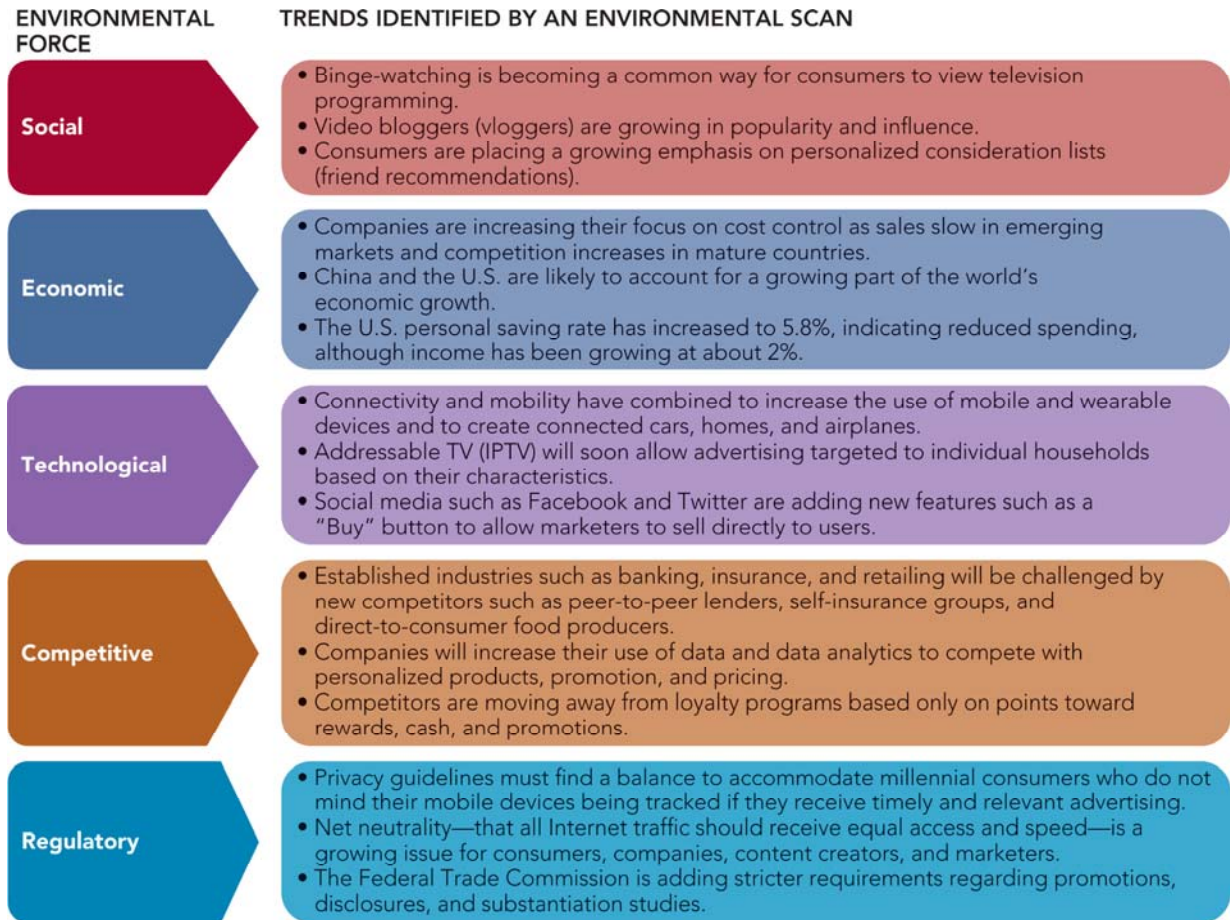 ENVIRONMENTAL
FORCE
TRENDS IDENTIFIED BY AN ENVIRONMENTAL SCAN
Social
• Binge-watching is becoming a common way for consumers to view television
programming.
• Video bloggers (vloggers) are growing in popularity and influence.
• Consumers are placing a growing emphasis on personalized consideration lists
(friend recommendations).
Economic
• Companies are increasing their focus on cost control as sales slow in emerging
markets and competition increases in mature countries.
• China and the U.S. are likely to account for a growing part of the world's
economic growth.
• The U.S. personal saving rate has increased to 5.8%, indicating reduced spending,
although income has been growing at about 2%.
Technological
• Connectivity and mobility have combined to increase the use of mobile and wearable
devices and to create connected cars, homes, and airplanes.
• Addressable TV (IPTV) will soon allow advertising targeted to individual households
based on their characteristics.
• Social media such as Facebook and Twitter are adding new features such as a
“Buy” button to allow marketers to sell directly to users.
Competitive
• Established industries such as banking, insurance, and retailing will be challenged by
new competitors such as peer-to-peer lenders, self-insurance groups, and
direct-to-consumer food producers.
• Companies will increase their use of data and data analytics to compete with
personalized products, promotion, and pricing.
• Competitors are moving away from loyalty programs based only on points toward
rewards, cash, and promotions.
Regulatory
• Privacy guidelines must find a balance to accommodate millennial consumers who do not
mind their mobile devices being tracked if they receive timely and relevant advertising.
• Net neutrality—that all Internet traffic should receive equal access and speed—is a
growing issue for consumers, companies, content creators, and marketers.
• The Federal Trade Commission is adding stricter requirements regarding promotions,
disclosures, and substantiation studies.